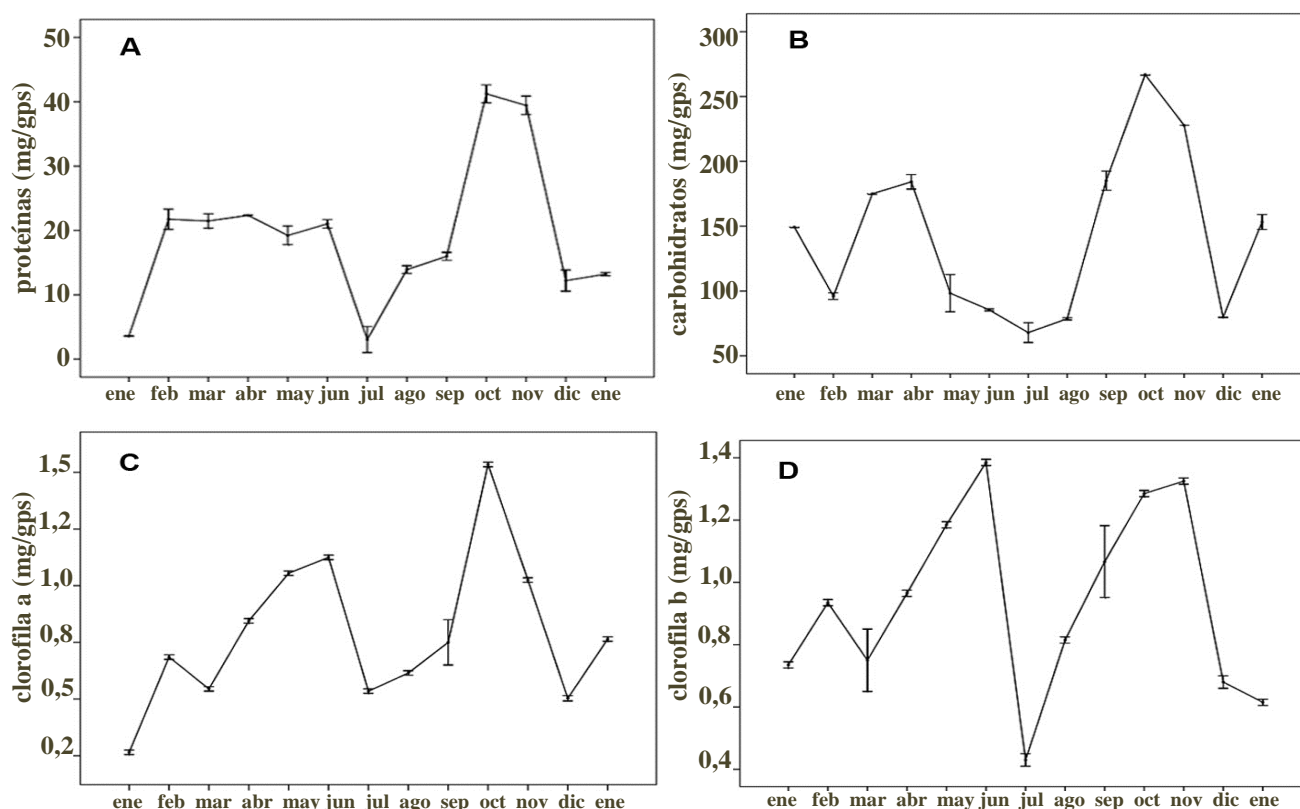 A
proteínas (mg/gps)
50
40
30
20
10
0
ene feb mar abr may jun jul ago sep oct nov dic ene
B
carbohidratos (mg/gps)
300
250
200
150
100
50
ene feb mar abr may jun jul ago sep oct nov dic ene
C
clorofila a (mg/gps)
1,5
1,2
1,0
0,8
0,5
0,2
ene feb mar abr may jun jul ago sep oct nov dic ene
D
clorofila b (mg/gps)
1,4
1,2
1,0
0,8
0,6
0,4
ene feb mar abr may jun jul ago sep oct nov dic ene